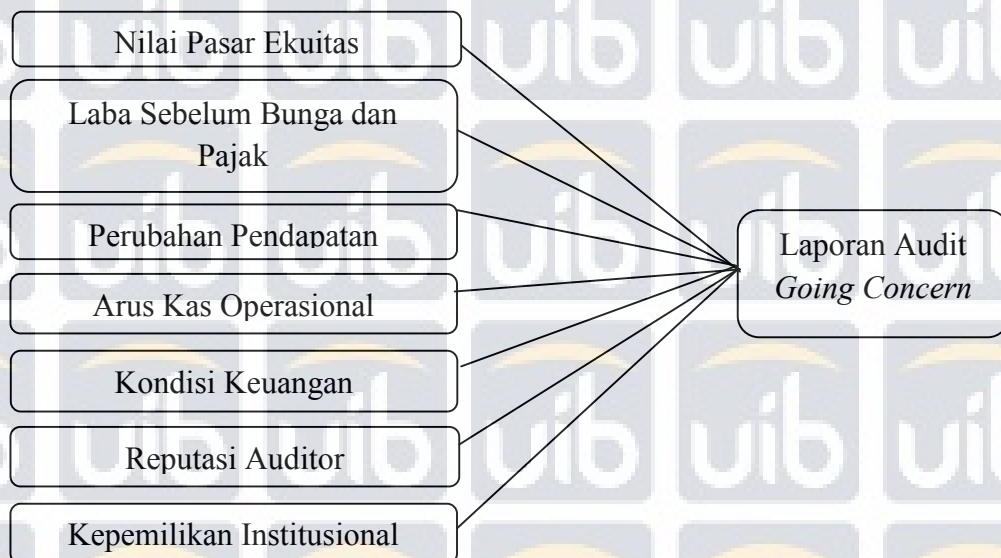 Nilai Pasar Ekuitas
Laba Sebelum Bunga dan
Pajak
Perubahan Pendapatan
Arus Kas Operasional
Kondisi Keuangan
Reputasi Auditor
Kepemilikan Institusional
Laporan Audit
Going Concern